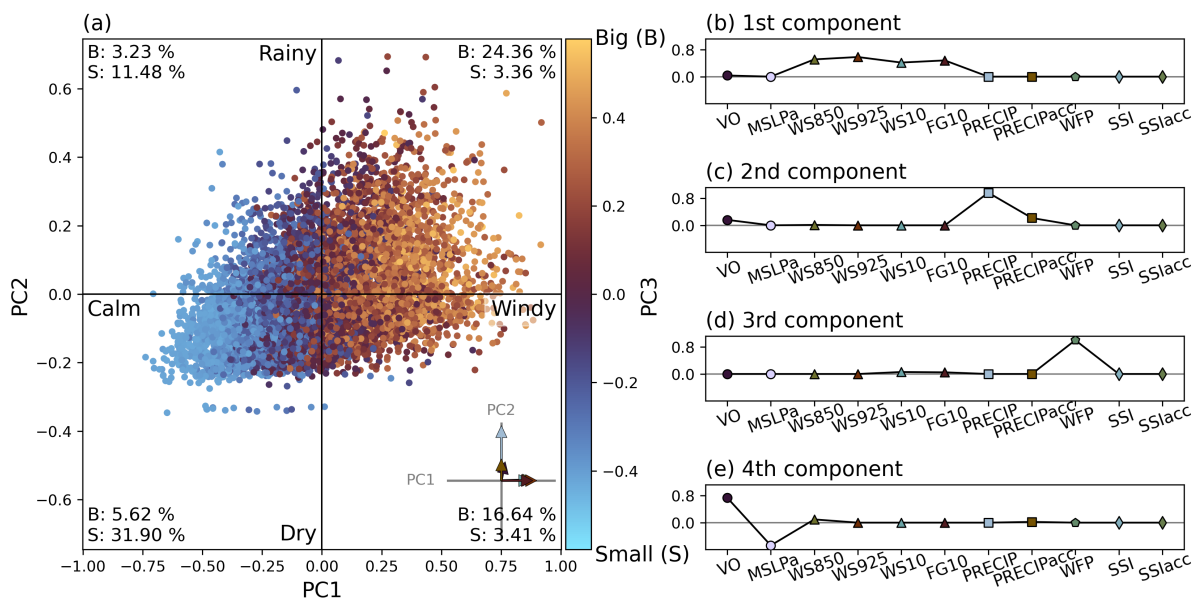 (a)
B: 3.23 %
S: 11.48 %
Rainy
B: 24.36 %
S: 3.36 %
Calm
Windy
B: 5.62 %
S: 31.90 %
Dry
B: 16.64 %
S: 3.41 %
PC2
PC1
0.6
0.4
0.2
0.0
−0.2
−0.4
−0.6
PC2
−1.00 −0.75 −0.50 −0.25 0.00 0.25 0.50 0.75 1.00
PC1
Big (B)
0.4
0.2
0.0
−0.2
−0.4
PC3
Small (S)
(b) 1st component
0.8
0.0
VO MSLPa WS850 WS925 WS10 FG10 PRECIP PRECIPacc WFP SSI SSIacc
(c) 2nd component
0.8
0.0
VO MSLPa WS850 WS925 WS10 FG10 PRECIP PRECIPacc WFP SSI SSIacc
(d) 3rd component
0.8
0.0
VO MSLPa WS850 WS925 WS10 FG10 PRECIP PRECIPacc WFP SSI SSIacc
(e) 4th component
0.8
0.0
VO MSLPa WS850 WS925 WS10 FG10 PRECIP PRECIPacc WFP SSI SSIacc